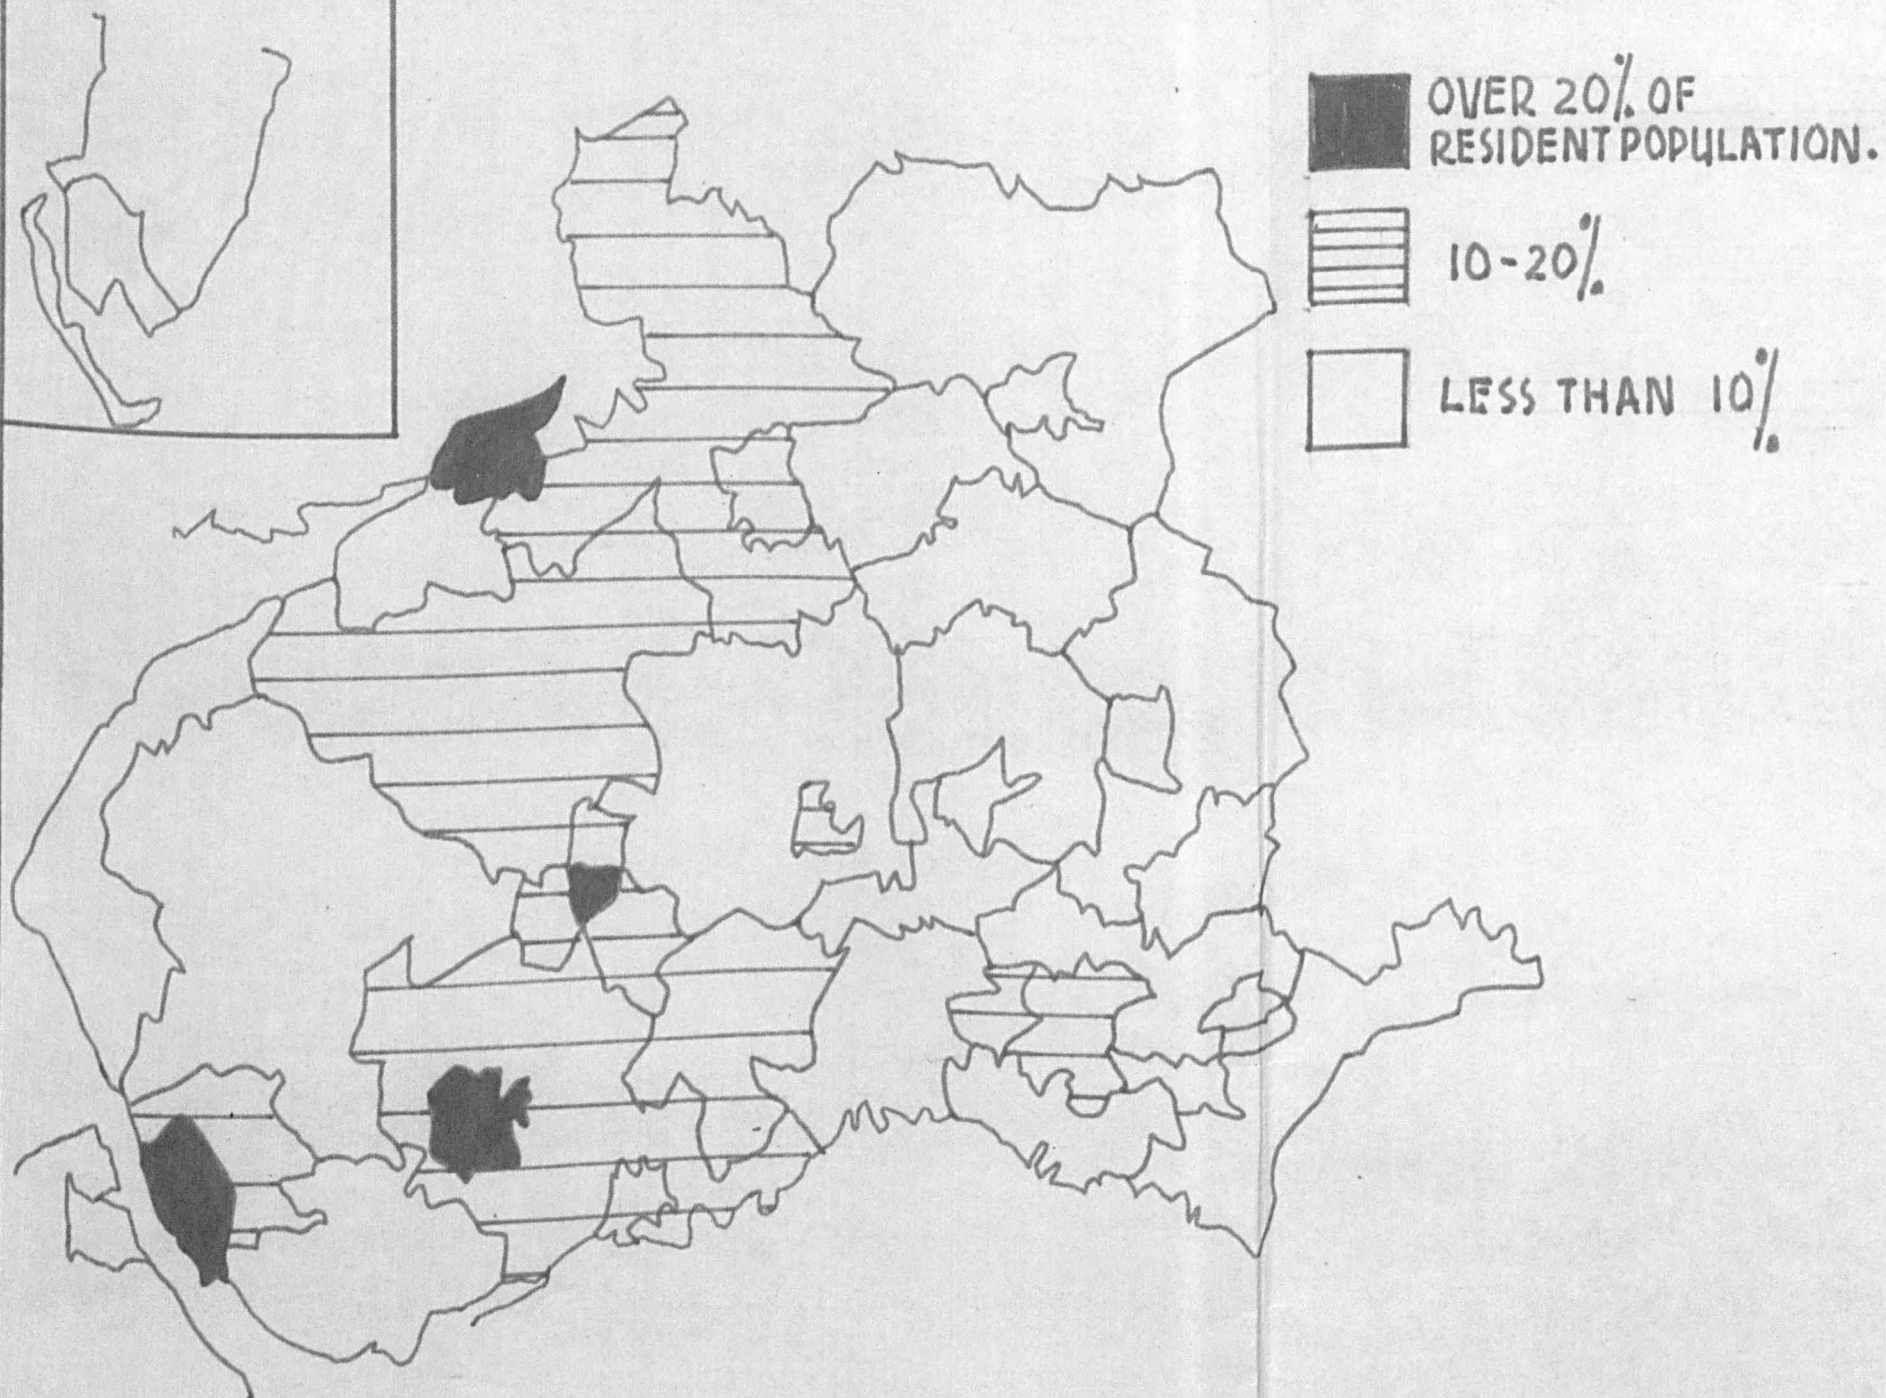 OVER 20% OF
RESIDENT POPULATION.
10-20%
LESS THAN 10%